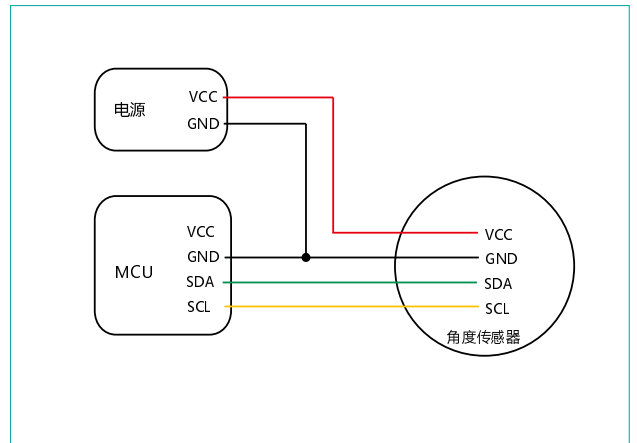 电源
VCC
GND
MCU
VCC
GND
SDA
SCL
VCC
GND
SDA
SCL
角度传感器